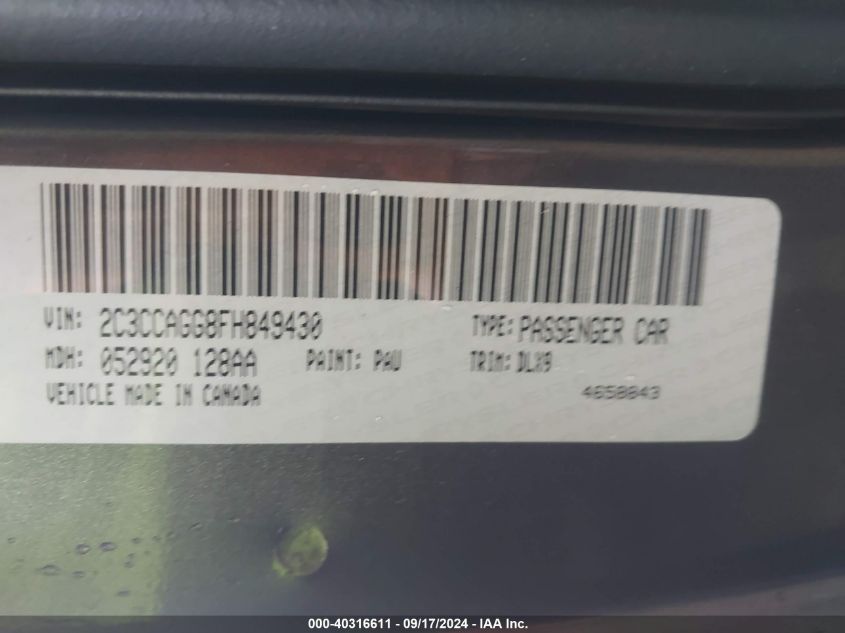 VIN: 2C3CCAGG8FH849430 TYPE: PASSENGER CAR
MDH: 052920 128AA PAINT: PAU TRIM: DLX9
VEHICLE MADE IN CANADA 4658843
000-40316611 - 09/17/2024 - IAA Inc.